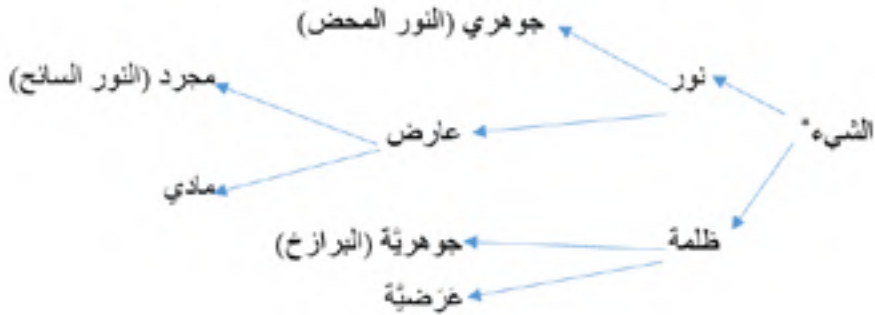 جوهري (النور المحض)
نور
مجرد (النور السانح)
عارض
الشيء
مادي
ظلمة
جوهريَّة (البرازخ)
عَرَضيَّة